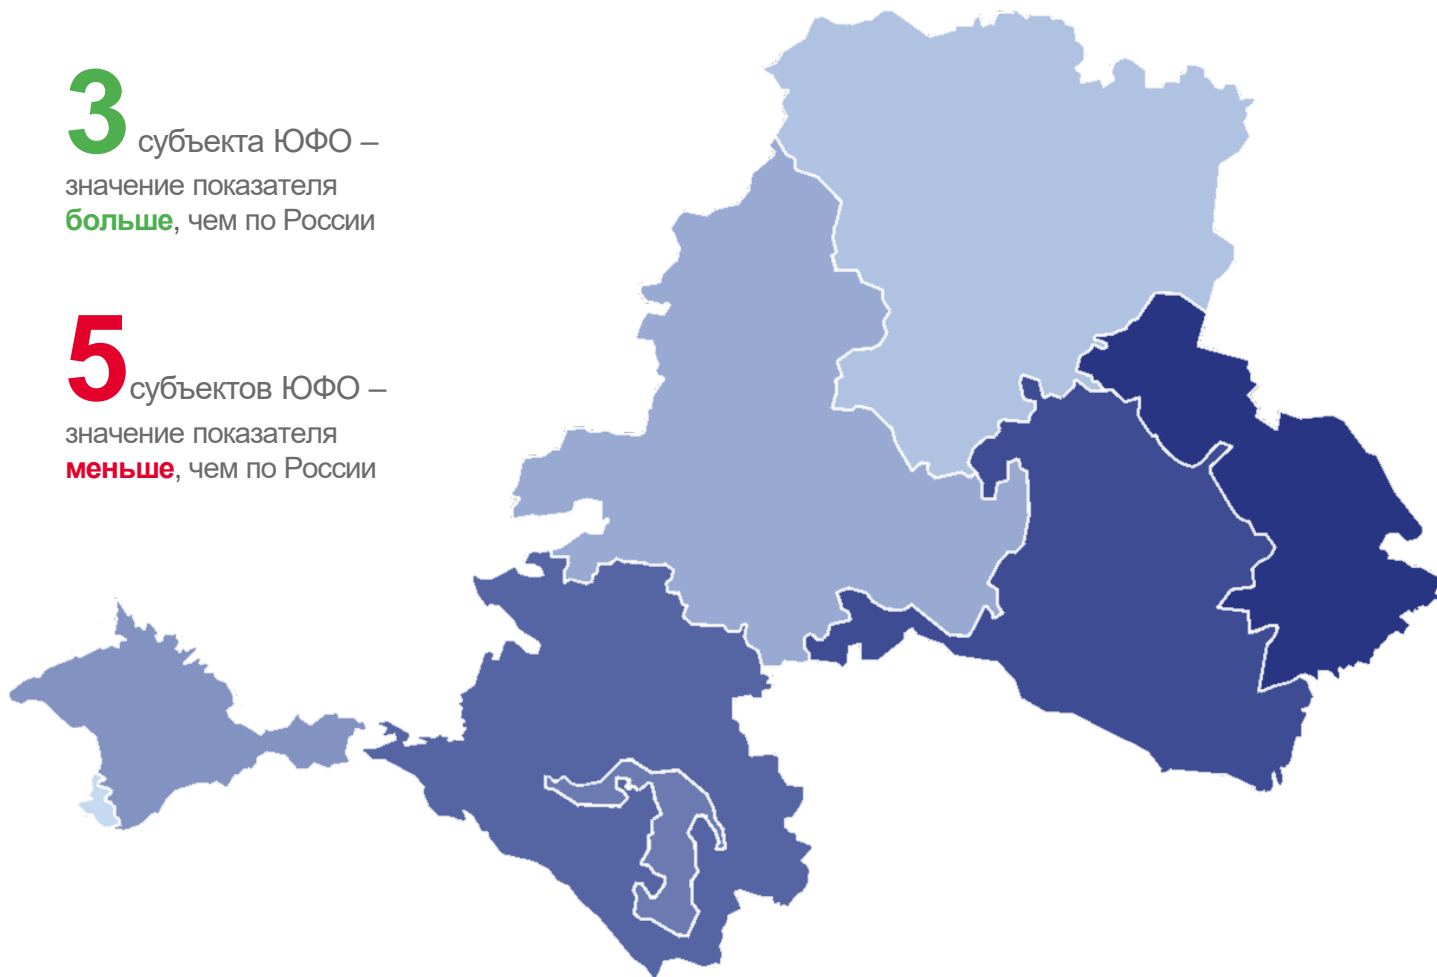 3 субъекта ЮФО –
значение показателя
больше, чем по России
5 субъектов ЮФО –
значение показателя
меньше, чем по России